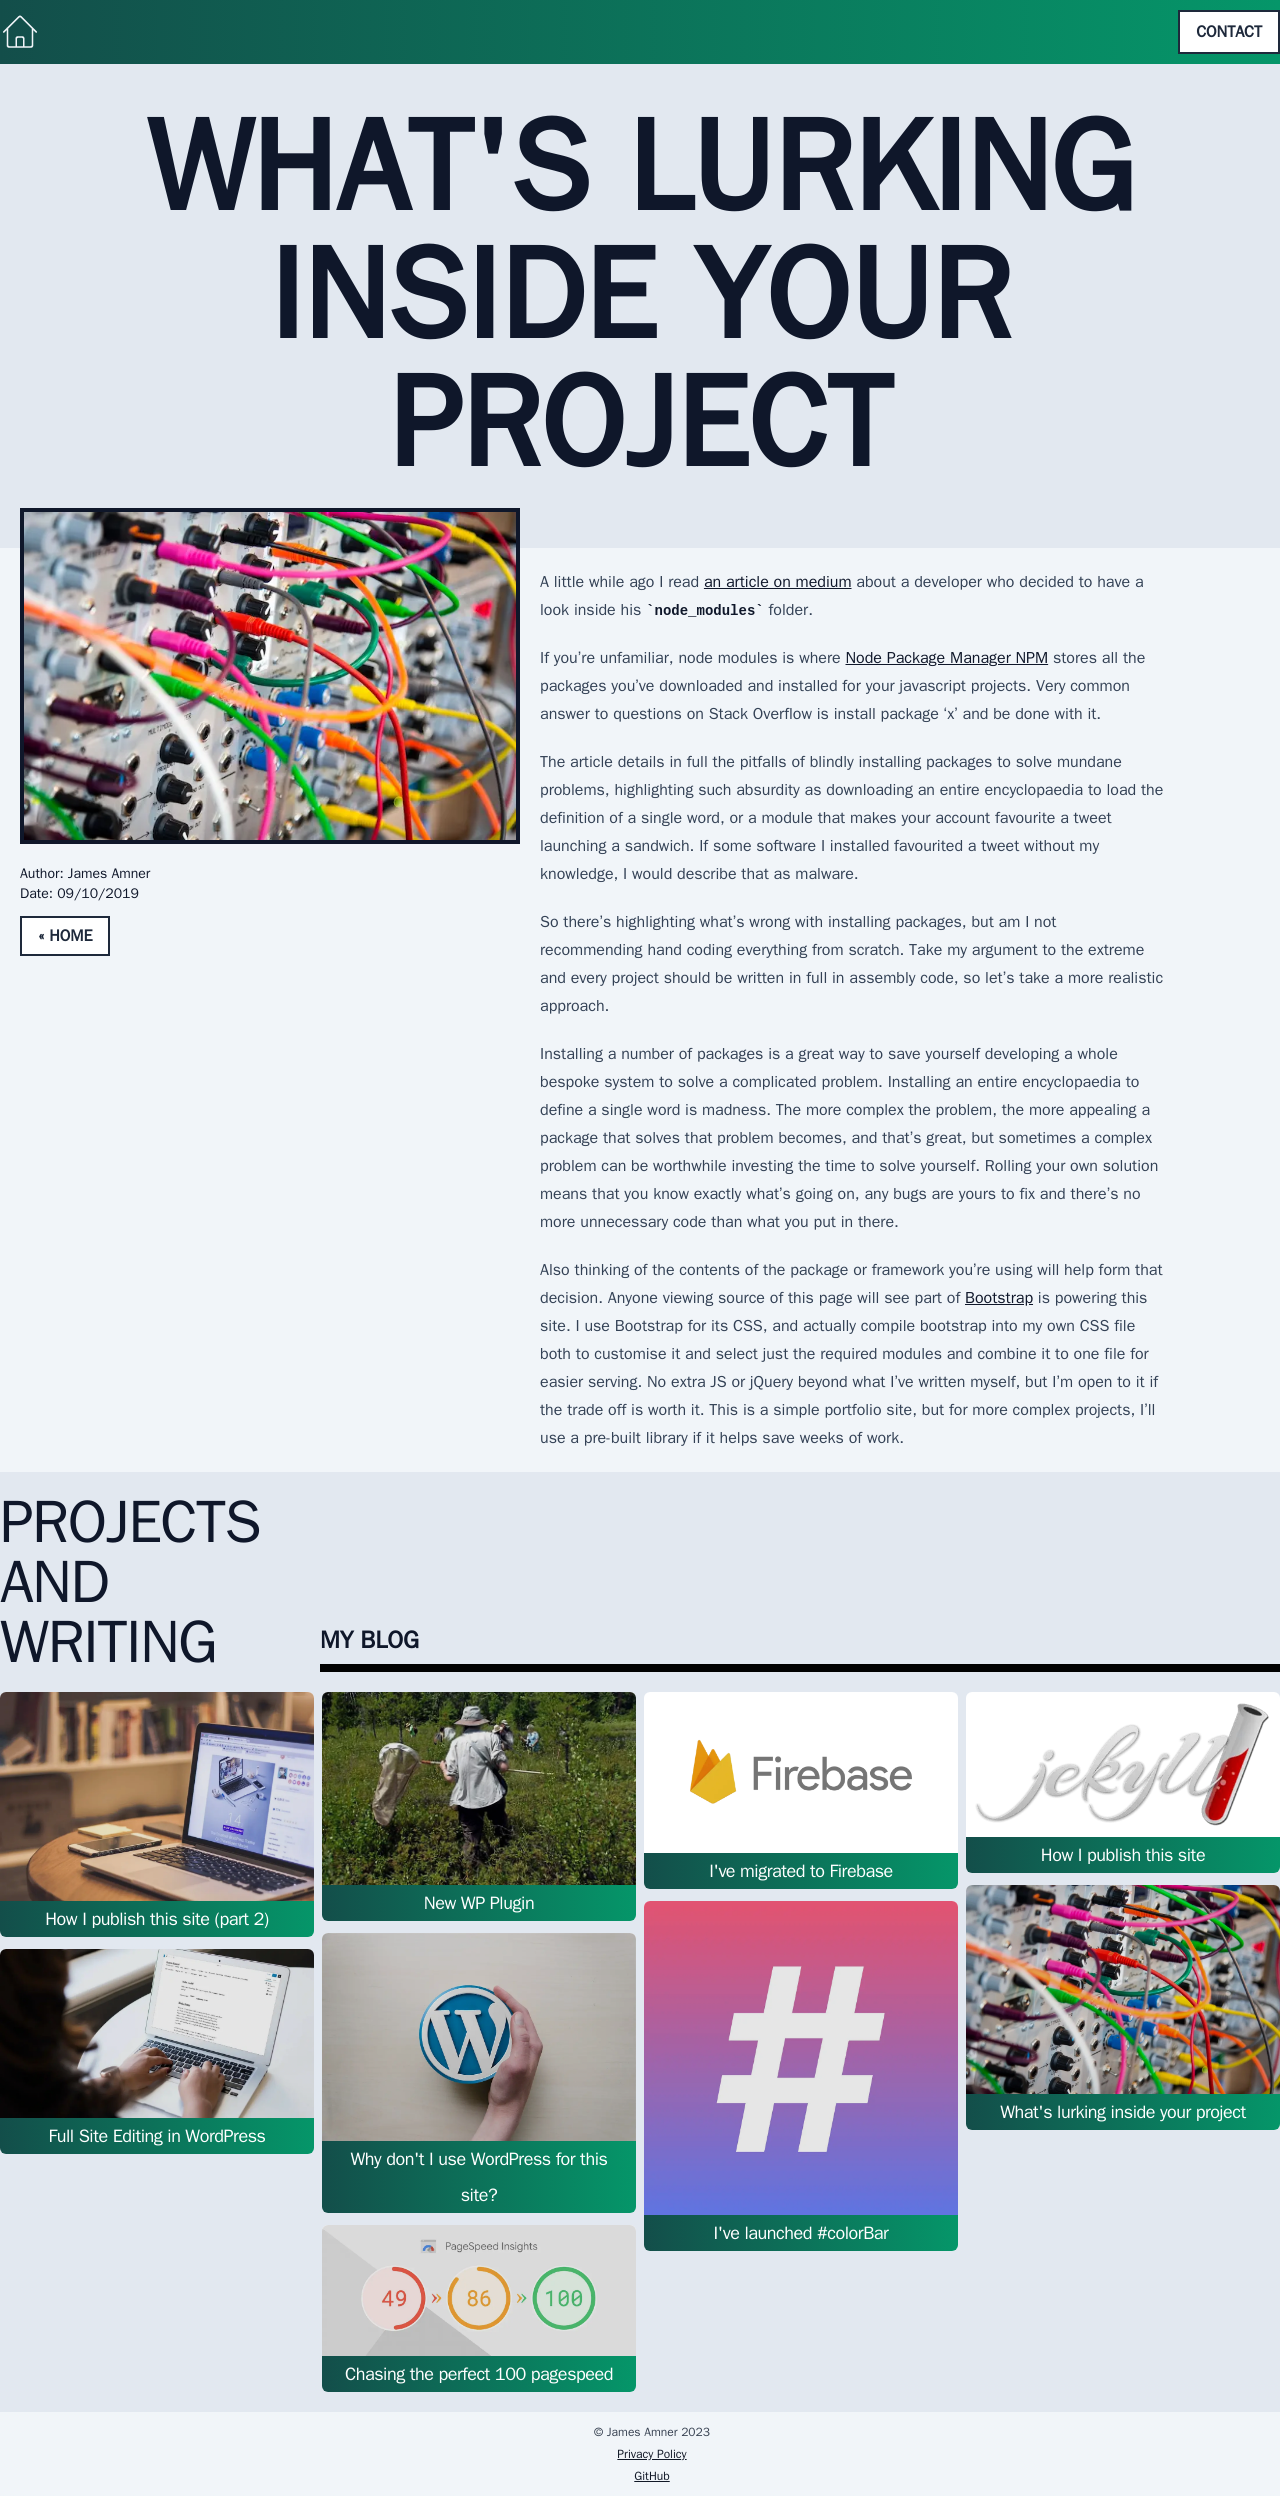 CONTACT
WHAT'S LURKING
INSIDE YOUR
PROJECT
Author: James Amner
Date: 09/10/2019
« HOME
A little while ago I read an article on medium about a developer who decided to have a
look inside his `node_modules` folder.
If you’re unfamiliar, node modules is where Node Package Manager NPM stores all the
packages you’ve downloaded and installed for your javascript projects. Very common
answer to questions on Stack Overflow is install package ‘x’ and be done with it.
The article details in full the pitfalls of blindly installing packages to solve mundane
problems, highlighting such absurdity as downloading an entire encyclopaedia to load the
definition of a single word, or a module that makes your account favourite a tweet
launching a sandwich. If some software I installed favourited a tweet without my
knowledge, I would describe that as malware.
So there’s highlighting what’s wrong with installing packages, but am I not
recommending hand coding everything from scratch. Take my argument to the extreme
and every project should be written in full in assembly code, so let’s take a more realistic
approach.
Installing a number of packages is a great way to save yourself developing a whole
bespoke system to solve a complicated problem. Installing an entire encyclopaedia to
define a single word is madness. The more complex the problem, the more appealing a
package that solves that problem becomes, and that’s great, but sometimes a complex
problem can be worthwhile investing the time to solve yourself. Rolling your own solution
means that you know exactly what’s going on, any bugs are yours to fix and there’s no
more unnecessary code than what you put in there.
Also thinking of the contents of the package or framework you’re using will help form that
decision. Anyone viewing source of this page will see part of Bootstrap is powering this
site. I use Bootstrap for its CSS, and actually compile bootstrap into my own CSS file
both to customise it and select just the required modules and combine it to one file for
easier serving. No extra JS or jQuery beyond what I’ve written myself, but I’m open to it if
the trade off is worth it. This is a simple portfolio site, but for more complex projects, I’ll
use a pre-built library if it helps save weeks of work.
PROJECTS
AND
WRITING
MY BLOG
How I publish this site (part 2)
Full Site Editing in WordPress
New WP Plugin
W
Why don't I use WordPress for this
site?
PageSpeed Insights
49 » 86 » 100
Chasing the perfect 100 pagespeed
Firebase
I've migrated to Firebase
#
I've launched #colorBar
jekyll
How I publish this site
What's lurking inside your project
© James Amner 2023
Privacy Policy
GitHub